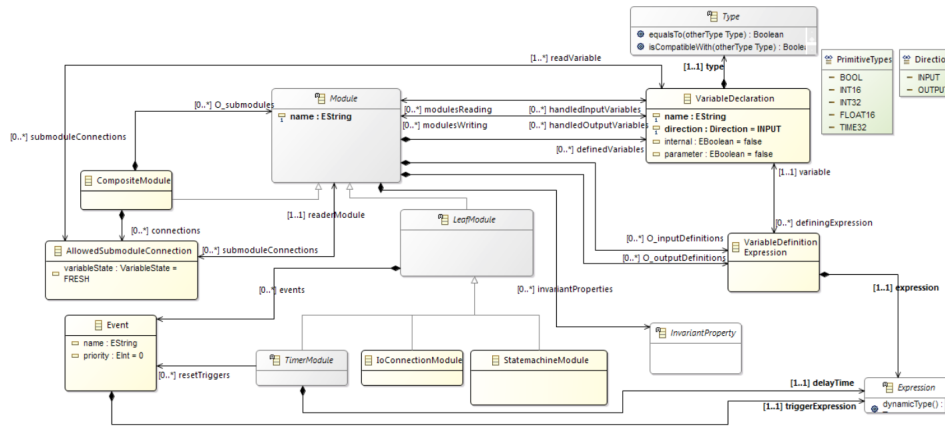 Type
equalsTo(otherType Type) : Boolean
isCompatibleWith(otherType Type) : Boole
[1..1] readVariable
[1..1] type
PrimitiveTypes
BOOL
INT16
INT32
FLOAT16
TIME32
Direction
INPUT
OUTPUT
[0..*] O_submodules
[0..*] submoduleConnections
Module
name : EString
[0..*] modulesReading
[0..*] handledInputVariables
[0..*] modulesWriting
[0..*] handledOutputVariables
[0..*] definedVariables
VariableDeclaration
name : EString
direction : Direction = INPUT
internal : EBoolean = false
parameter : EBoolean = false
CompositeModule
[1..1] variable
[1..1] readerModule
[0..*] connections
LeafModule
[0..*] definingExpression
AllowedSubmoduleConnection
variableState : VariableState =
FRESH
[0..*] submoduleConnections
[0..*] O_inputDefinitions
[0..*] O_outputDefinitions
VariableDefinition
Expression
[0..*] events
[0..*] invariantProperties
[1..1] expression
Event
name : EString
priority : EInt = 0
InvariantProperty
TimerModule
IoConnectionModule
StatemachineModule
[0..*] resetTriggers
[1..1] delayTime
[1..1] triggerExpression
Expression
dynamicType() :